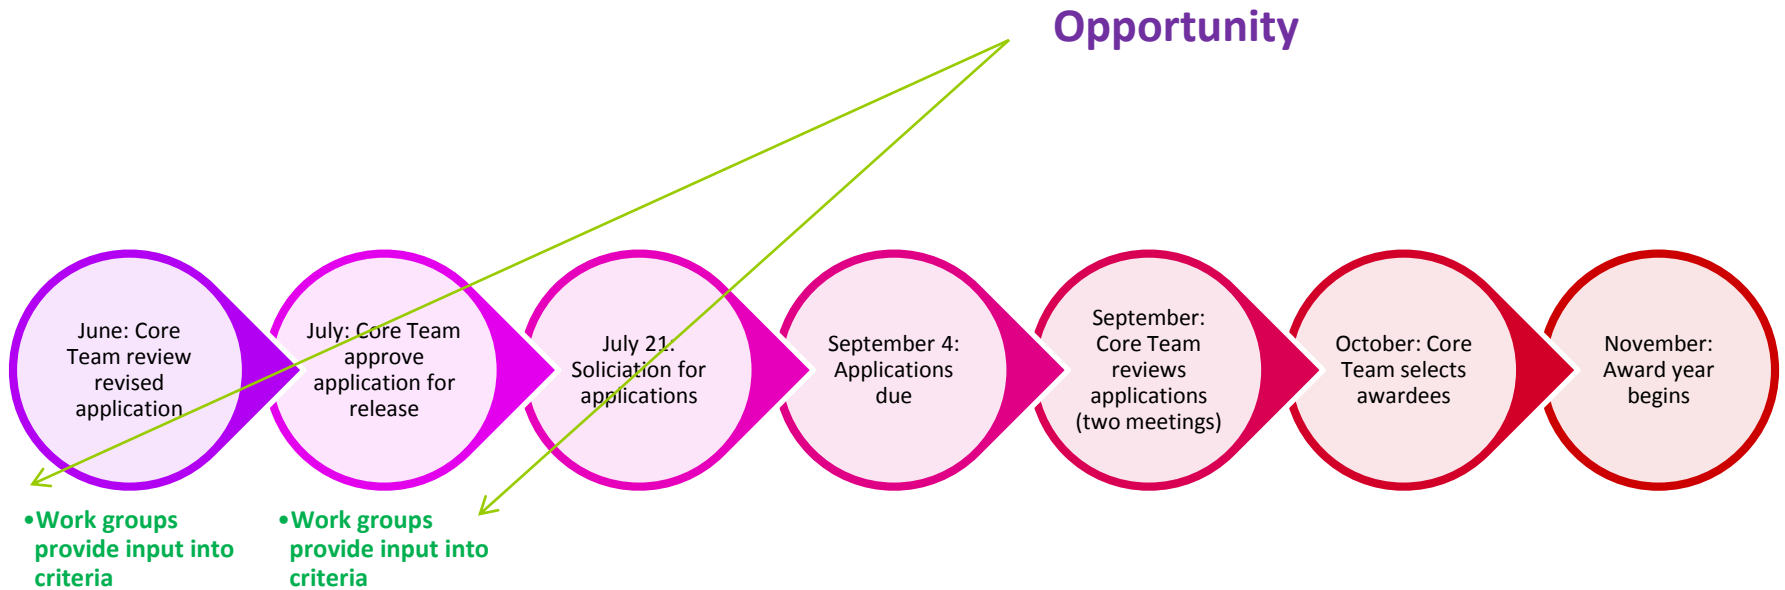 Opportunity
June: Core
Team review
revised
application
July: Core Team
approve
application for
release
July 21:
Soliciation for
applications
September 4:
Applications
due
September:
Core Team
reviews
applications
(two meetings)
October: Core
Team selects
awardees
November:
Award year
begins
•Work groups
provide input into
criteria
•Work groups
provide input into
criteria